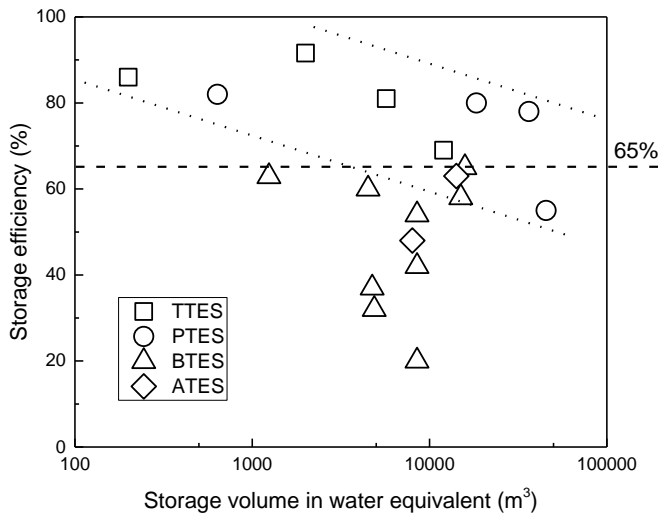 100
80
60
40
20
0
Storage efficiency (%)
65%
TTES
PTES
BTES
ATES
100 1000 10000 100000
Storage volume in water equivalent (m³)